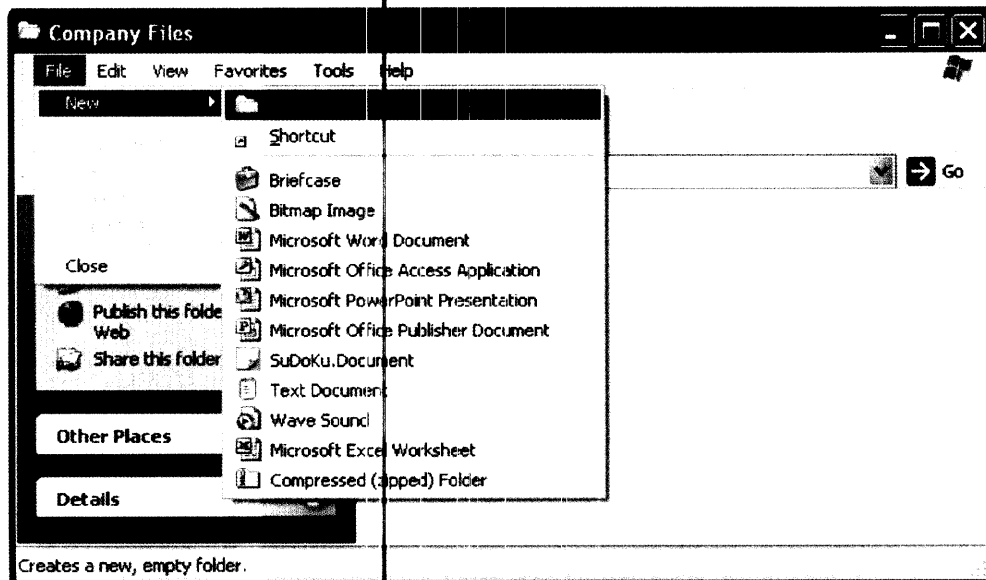 Company Files
File Edit View Favorites Tools Help
New
Shortcut
Go
Briefcase
Bitmap Image
Microsoft Word Document
Close
Microsoft Office Access Application
Microsoft PowerPoint Presentation
Publish this folde
Web
Microsoft Office Publisher Document
Share this folder
SuDoKu.Document
Text Document
Wave Sound
Other Places
Microsoft Excel Worksheet
Compressed (zipped) Folder
Details
Creates a new, empty folder.